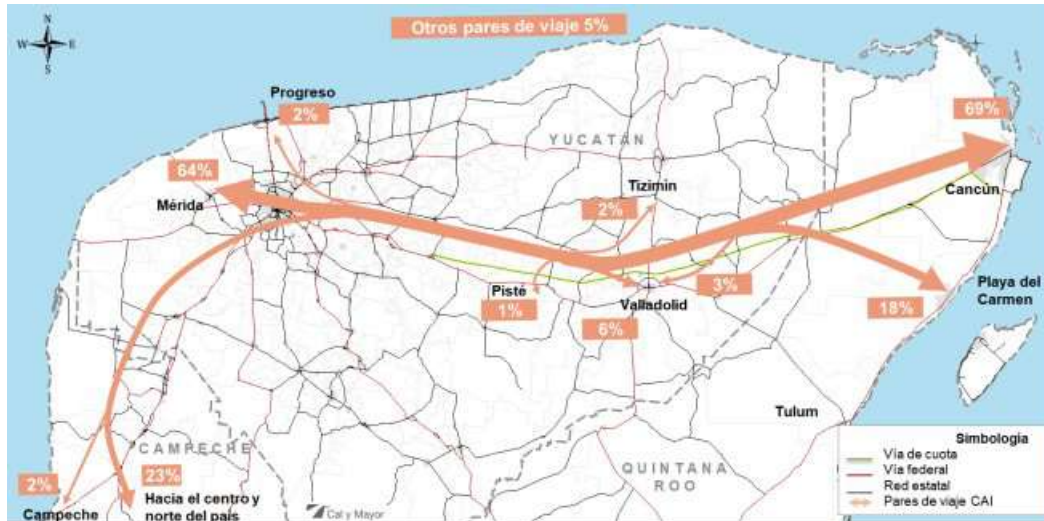 Otros pares de viaje 5%
N
W E
S
Progreso
2%
69%
YUCATÁN
64%
Tizimin
Cancún
Mérida
2%
Pisté
3%
Playa del
Carmen
1%
Valladolid
18%
6%
Tulum
Simbología
CAMPECHE
Vía de cuota
Vía federal
QUINTANA
ROO
Red estatal
2%
23%
Pares de viaje CAI
Hacia el centro y
norte del país
Cal y Mayor
Campeche